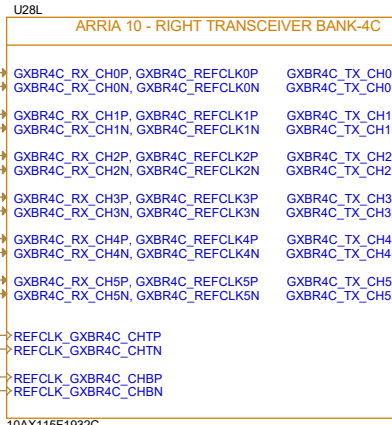 U28L
ARRIA 10 - RIGHT TRANSCEIVER BANK-4C
GXBR4C_RX_CH0P, GXBR4C_REFCLK0P GXBR4C_TX_CH0
GXBR4C_RX_CH0N, GXBR4C_REFCLK0N GXBR4C_TX_CH0
GXBR4C_RX_CH1P, GXBR4C_REFCLK1P GXBR4C_TX_CH1
GXBR4C_RX_CH1N, GXBR4C_REFCLK1N GXBR4C_TX_CH1
GXBR4C_RX_CH2P, GXBR4C_REFCLK2P GXBR4C_TX_CH2
GXBR4C_RX_CH2N, GXBR4C_REFCLK2N GXBR4C_TX_CH2
GXBR4C_RX_CH3P, GXBR4C_REFCLK3P GXBR4C_TX_CH3
GXBR4C_RX_CH3N, GXBR4C_REFCLK3N GXBR4C_TX_CH3
GXBR4C_RX_CH4P, GXBR4C_REFCLK4P GXBR4C_TX_CH4
GXBR4C_RX_CH4N, GXBR4C_REFCLK4N GXBR4C_TX_CH4
GXBR4C_RX_CH5P, GXBR4C_REFCLK5P GXBR4C_TX_CH5
GXBR4C_RX_CH5N, GXBR4C_REFCLK5N GXBR4C_TX_CH5
REFCLK_GXBR4C_CHTP
REFCLK_GXBR4C_CHTN
REFCLK_GXBR4C_CHBP
REFCLK_GXBR4C_CHBN
10AX115F1932C